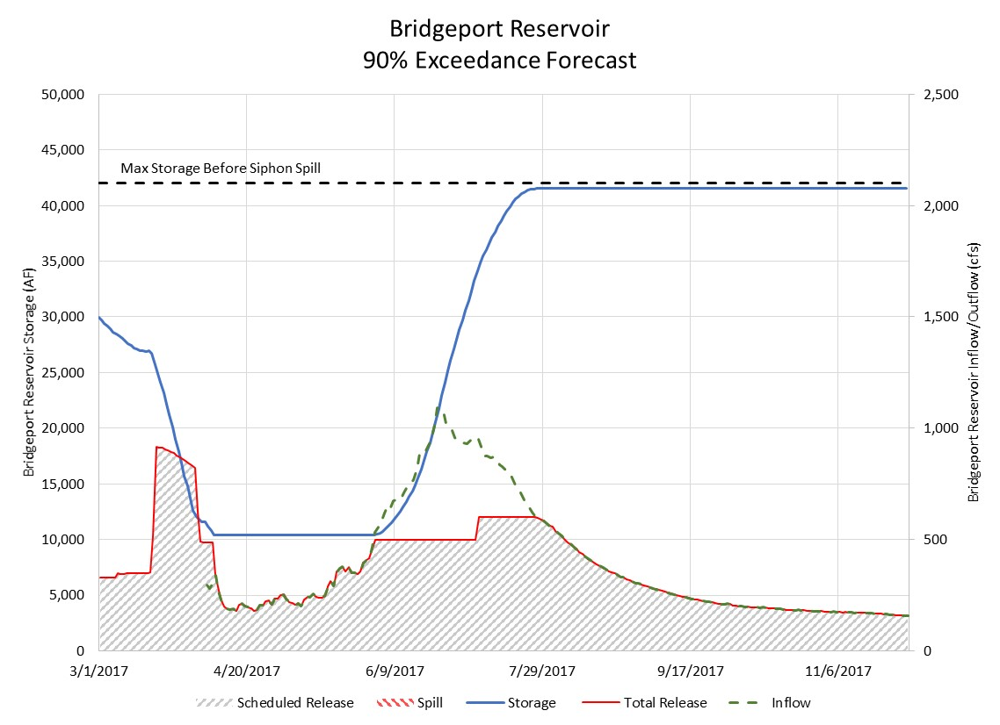 Bridgeport Reservoir
90% Exceedance Forecast
50,000
45,000
40,000
35,000
30,000
25,000
20,000
15,000
10,000
5,000
0
Bridgeport Reservoir Storage (AF)
Max Storage Before Siphon Spill
2,500
2,000
1,500
1,000
500
0
Bridgeport Reservoir Inflow/Outflow (cfs)
3/1/2017 4/20/2017 6/9/2017 7/29/2017 9/17/2017 11/6/2017
Scheduled Release Spill Storage Total Release Inflow